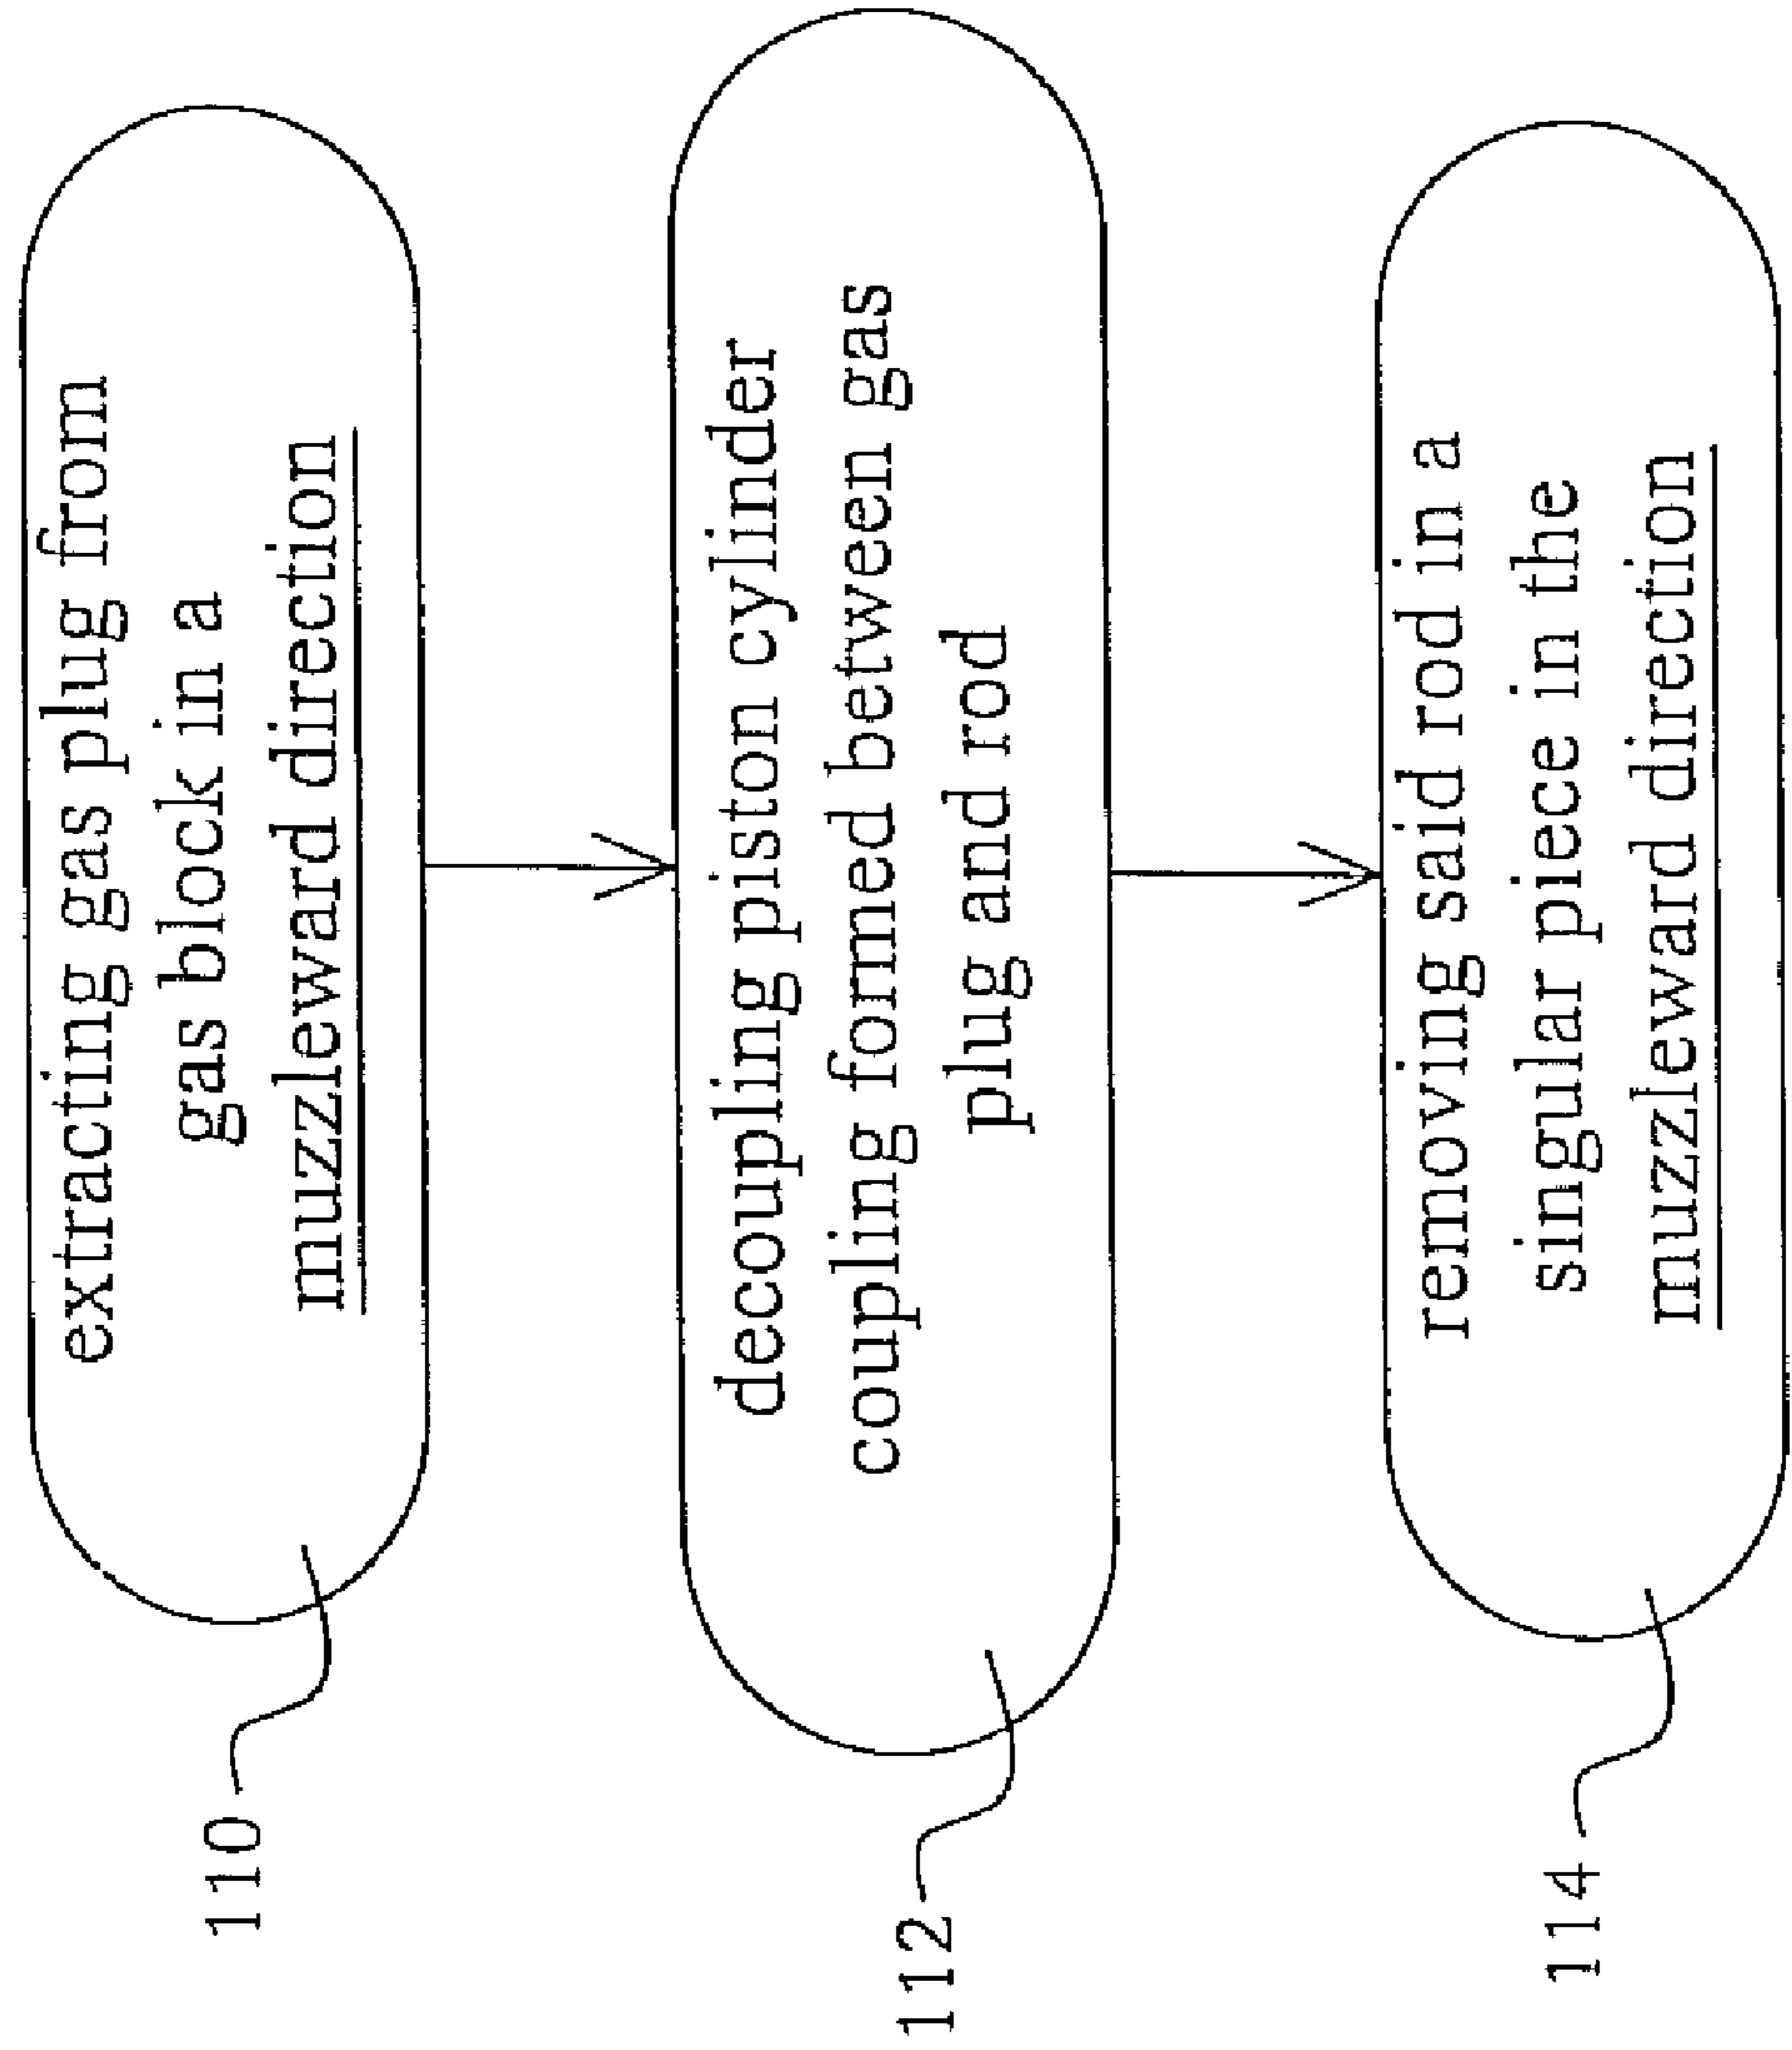 extracting gas plug from
gas block in a
muzzleward direction
110
decoupling piston cylinder
coupling formed between gas
plug and rod
112
removing said rod in a
singular piece in the
muzzleward direction
114